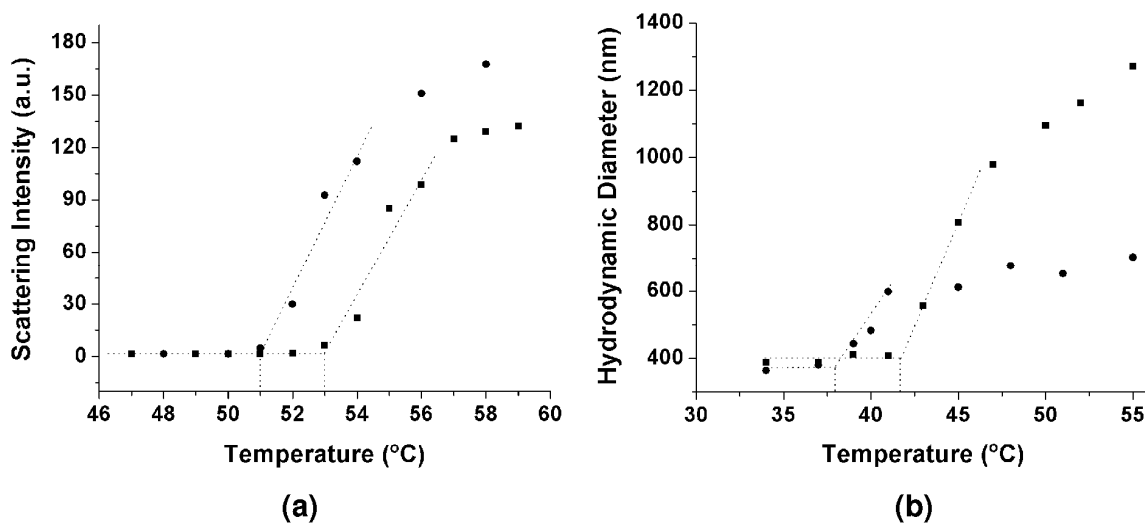 Scattering Intensity (a.u.)
180
150
120
90
60
30
0
46 48 50 52 54 56 58 60
Temperature (°C)
(a)
Hydrodynamic Diameter (nm)
1400
1200
1000
800
600
400
30 35 40 45 50 55
Temperature (°C)
(b)